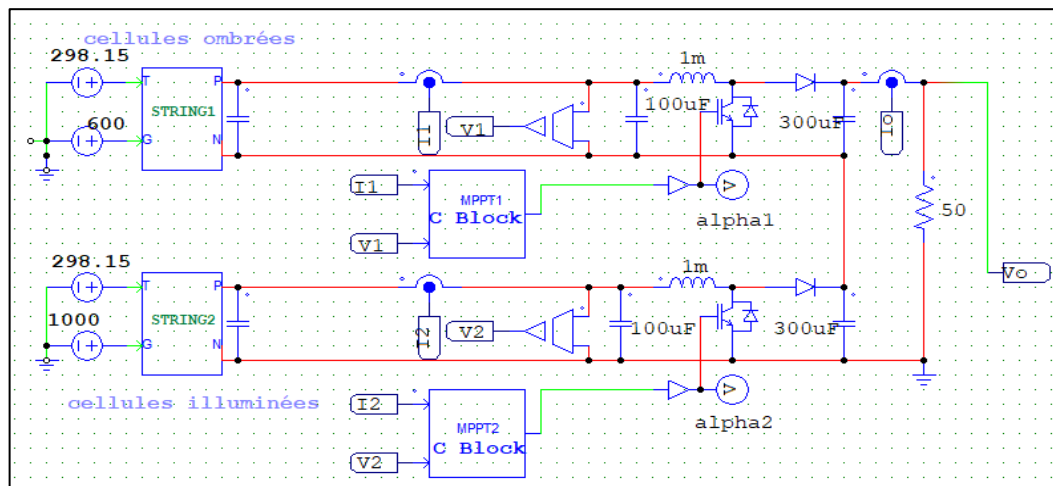 cellules ombrées
298.15
T
P
STRING1
600
G
N
I1
V1
1m
100uF
300uF
Io
I1
V1
MPPT1
C Block
V
alpha1
50
Vo
298.15
T
P
STRING2
1000
G
N
I2
V2
1m
100uF
300uF
cellules illuminées
I2
V2
MPPT2
C Block
V
alpha2